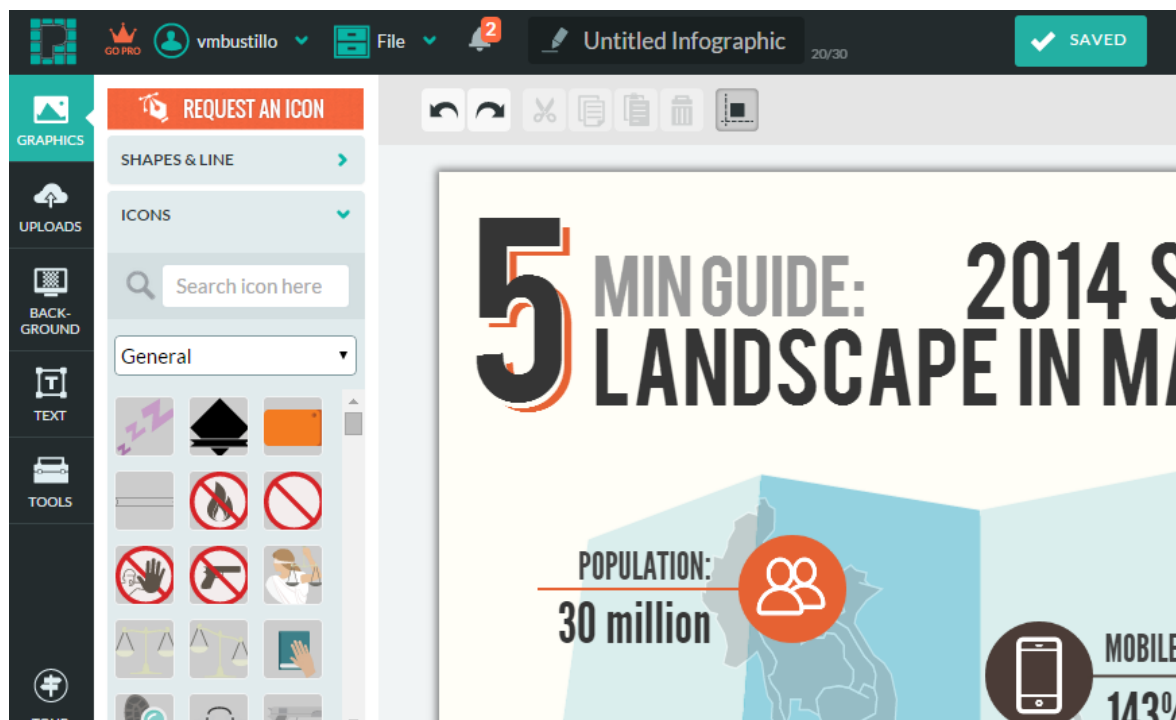 GO PRO
vmbustillo
File
2
Untitled Infographic
20/30
SAVED
GRAPHICS
UPLOADS
BACK-
GROUND
TEXT
TOOLS
REQUEST AN ICON
SHAPES & LINE
ICONS
Search icon here
General
5 MIN GUIDE: 2014 S
LANDSCAPE IN MA
POPULATION:
30 million
MOBILE
143%